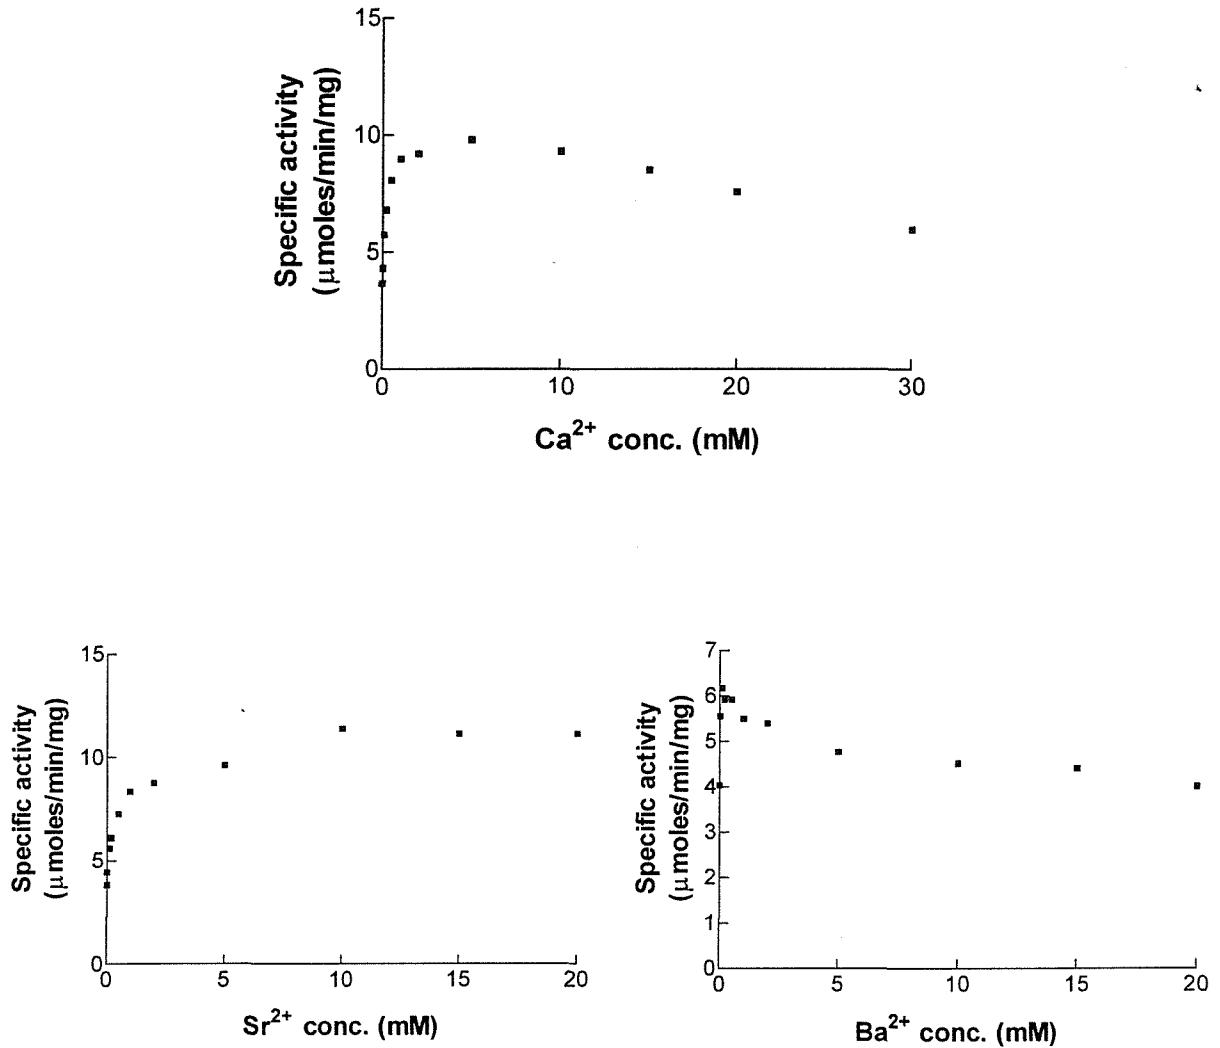 15
10
5
0
Specific activity
(μmoles/min/mg)
0 10 20 30
Ca²⁺ conc. (mM)
15
10
5
0
Specific activity
(μmoles/min/mg)
0 5 10 15 20
Sr²⁺ conc. (mM)
7
6
5
4
3
2
1
0
Specific activity
(μmoles/min/mg)
0 5 10 15 20
Ba²⁺ conc. (mM)